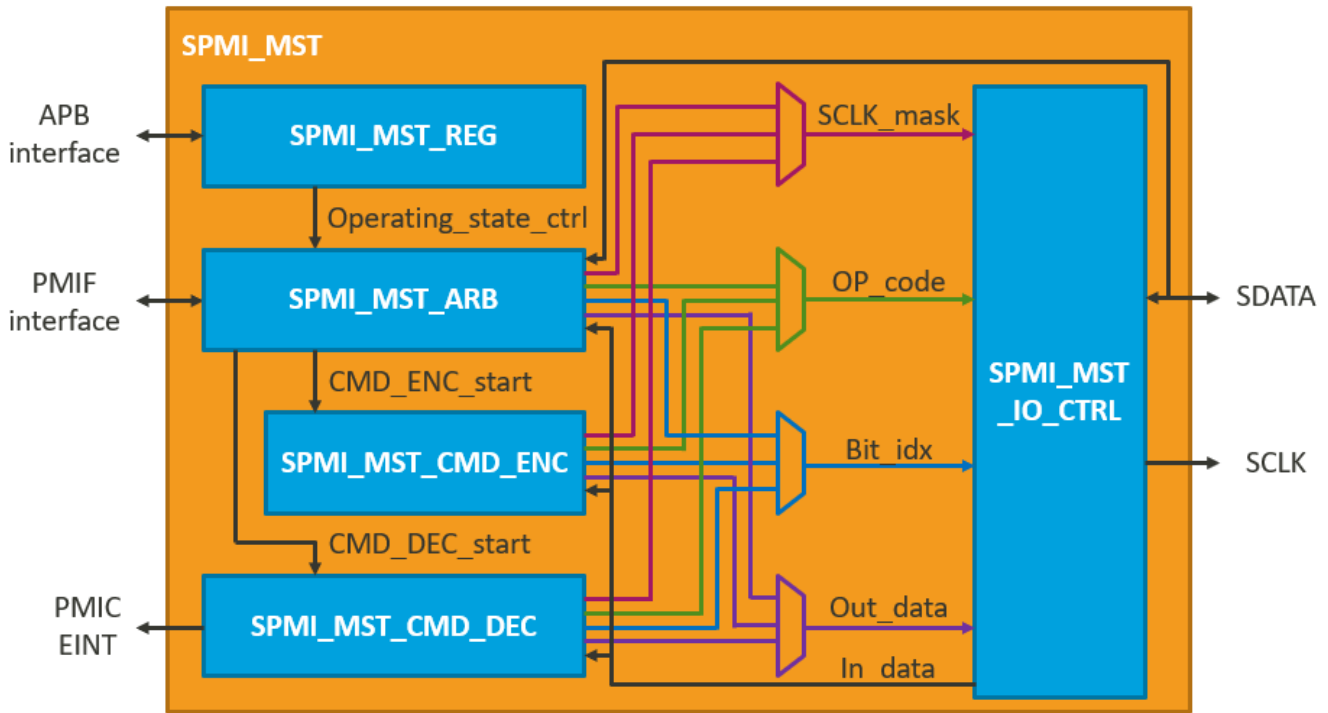 SPMI_MST
APB
interface
SPMI_MST_REG
SCLK_mask
Operating_state_ctrl
PMIF
interface
SPMI_MST_ARB
OP_code
SDATA
SPMI_MST
_IO_CTRL
CMD_ENC_start
SPMI_MST_CMD_ENC
Bit_idx
SCLK
CMD_DEC_start
PMIC
EINT
SPMI_MST_CMD_DEC
Out_data
In_data